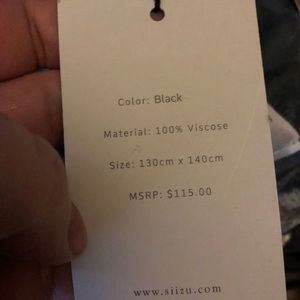 Color: Black
Material: 100% Viscose
Size: 130cm x 140cm
MSRP: $115.00
www.siizu.com